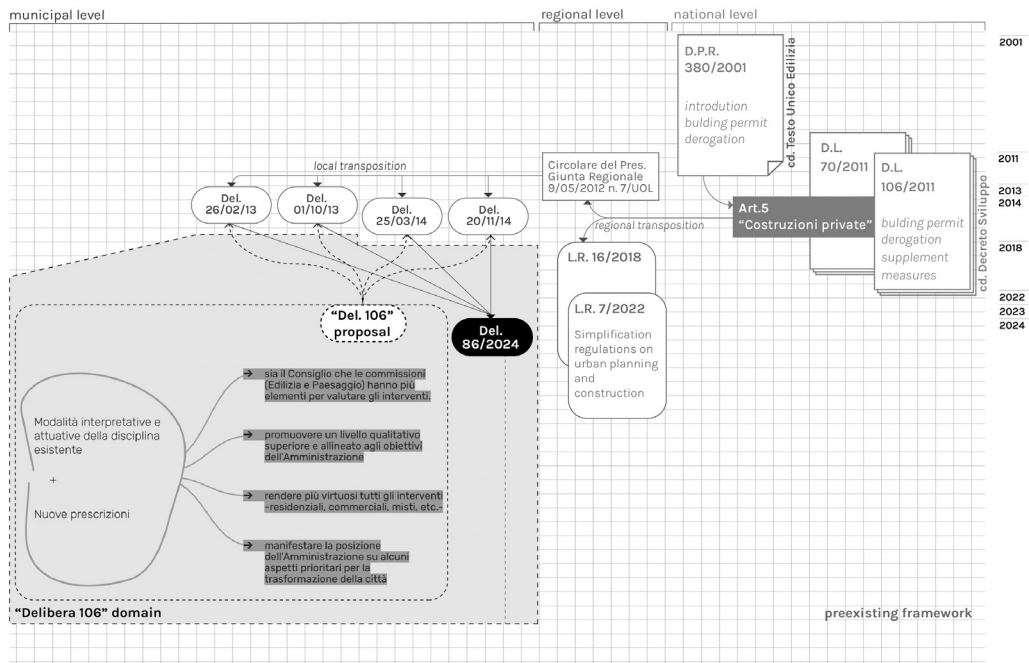 municipal level
regional level
national level
2001
2011
2013
2014
2018
2022
2023
2024
D.P.R.
380/2001
introdution
bulding permit
derogation
cd. Testo Unico Edilizia
D.L.
70/2011
D.L.
106/2011
bulding permit
derogation
supplement
measures
cd. Decreto Sviluppo
Art.5
“Costruzioni private”
Circolare del Pres.
Giunta Regionale
9/05/2012 n. 7/UOL
regional transposition
L.R. 16/2018
L.R. 7/2022
Simplification
regulations on
urban planning
and
construction
local transposition
Del.
26/02/13
Del.
01/10/13
Del.
25/03/14
Del.
20/11/14
“Del. 106”
proposal
Del.
86/2024
Modalità interpretative e
attuative della disciplina
esistente
+
Nuove prescrizioni
→ sia il Consiglio che le commissioni
(Edilizia e Paesaggio) hanno più
elementi per valutare gli interventi.
→ promuovere un livello qualitativo
superiore e allineato agli obiettivi
dell'Amministrazione
→ rendere più virtuosi tutti gli interventi
-residenziali, commerciali, misti, etc.-
→ manifestare la posizione
dell'Amministrazione su alcuni
aspetti prioritari per la
trasformazione della città
“Delibera 106” domain
preexisting framework